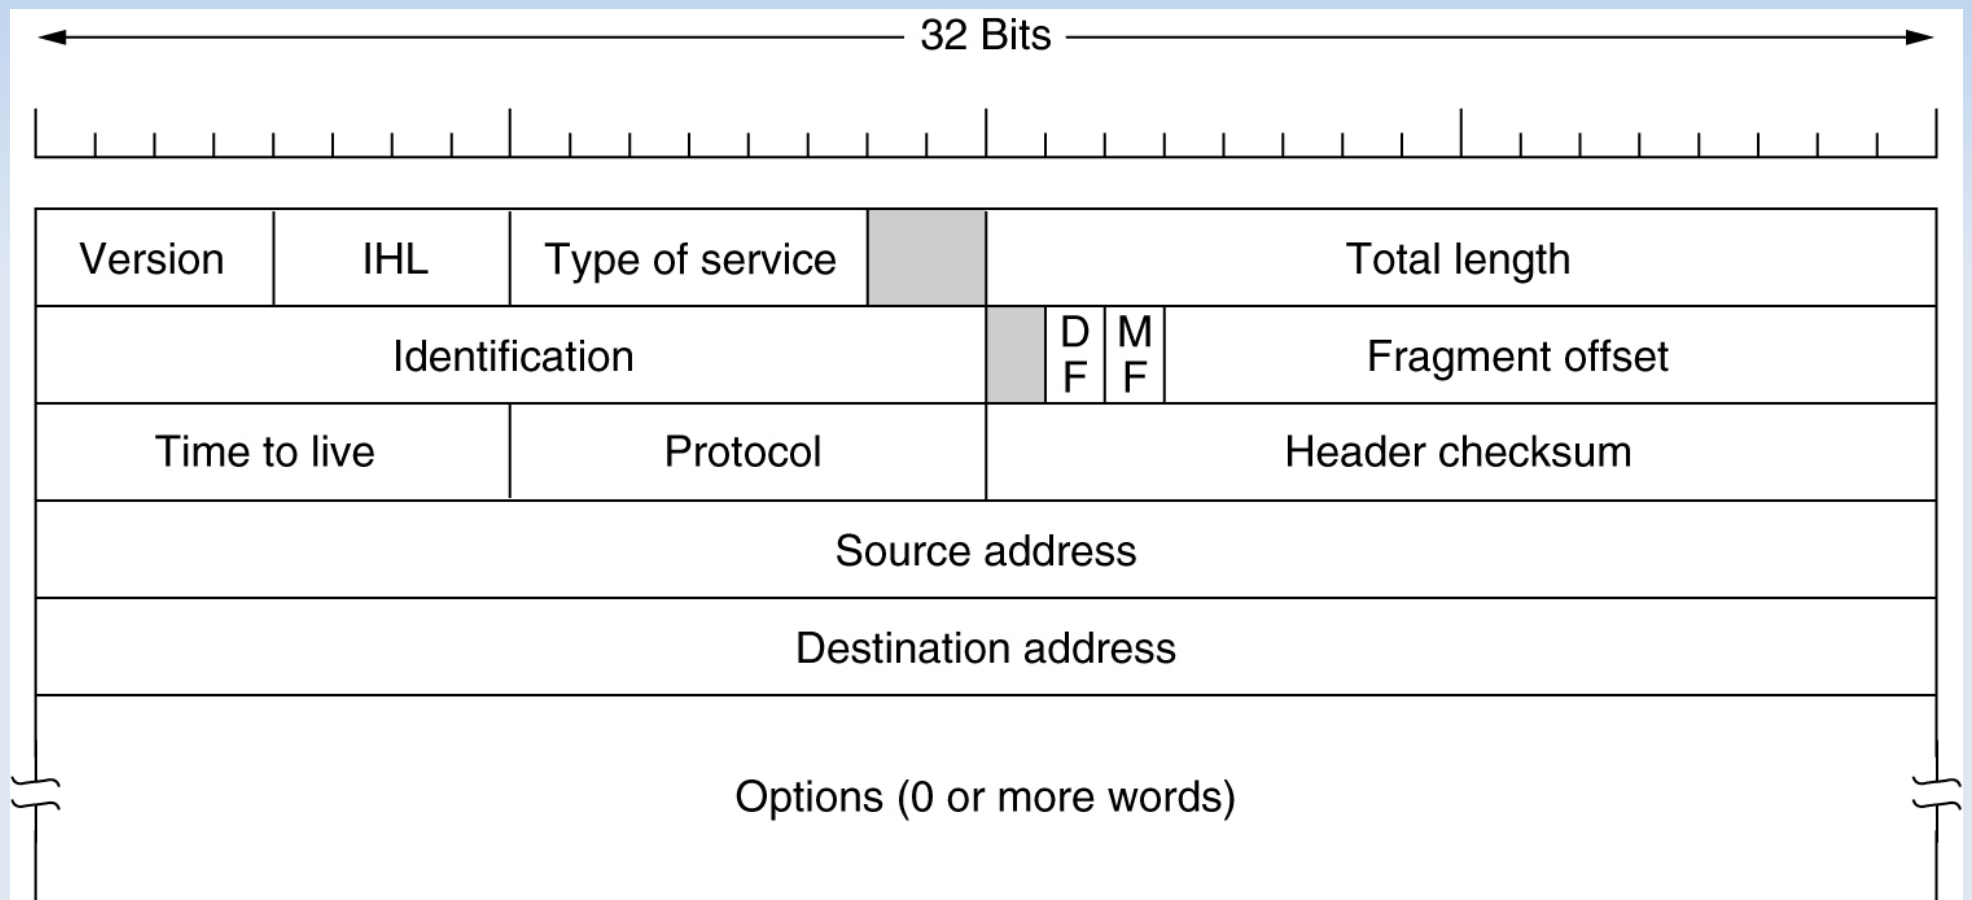 32 Bits
Version IHL Type of service Total length
Identification D F M F Fragment offset
Time to live Protocol Header checksum
Source address
Destination address
Options (0 or more words)